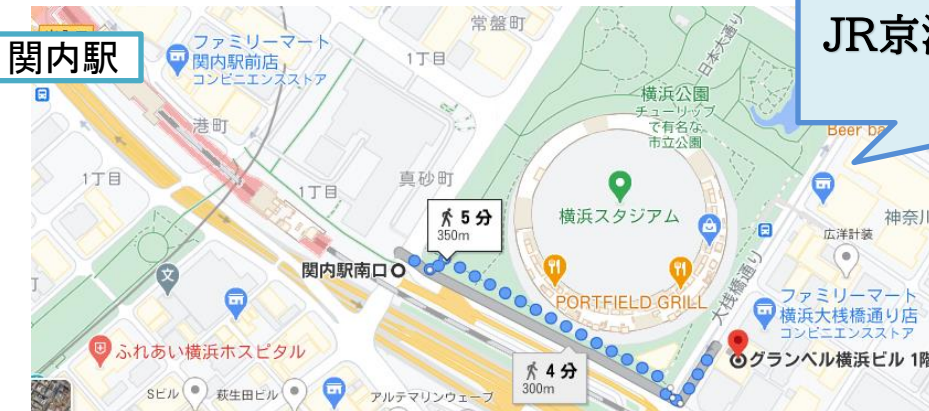 関内駅
JR京
ファミリーマート
関内駅前店
コンビニエンスストア
常盤町
1丁目
港町
1丁目
1丁目
真砂町
日本大通り
横浜公園
チューリップ
で有名な
市立公園
Beer ba
5 分
350m
横浜スタジアム
神奈川
広洋計装
関内駅南口
PORTFIELD GRILL
大桟橋通り
ファミリーマート
横浜大桟橋通り店
コンビニエンスストア
グランベル横浜ビル 1階
ふれあい横浜ホスピタル
4 分
300m
Sビル
萩生田ビル
アルテマリンウェーブ